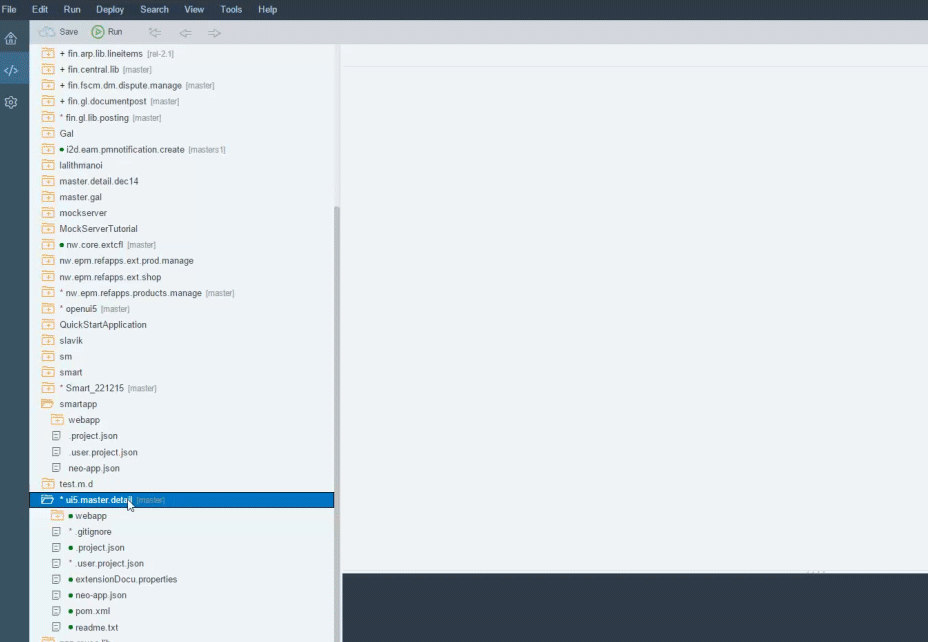 File Edit Run Deploy Search View Tools Help
Save Run
+ fin.arp.lib.lineitems [rel-2.1]
+ fin.central.lib [master]
+ fin.fscm.dm.dispute.manage [master]
+ fin.gl.documentpost [master]
* fin.gl.lib.posting [master]
Gal
i2d.eam.pmnotification.create [masters1]
lalithmanoi
master.detail.dec14
master.gal
mockserver
MockServerTutorial
nw.core.extcfl [master]
nw.epm.refapps.ext.prod.manage
nw.epm.refapps.ext.shop
* nw.epm.refapps.products.manage [master]
* openui5 [master]
QuickStartApplication
slavik
sm
smart
* Smart_221215 [master]
smartapp
webapp
.project.json
.user.project.json
neo-app.json
test.m.d
* ui5.master.detail [master]
webapp
* .gitignore
.project.json
* .user.project.json
extensionDocu.properties
neo-app.json
pom.xml
readme.txt